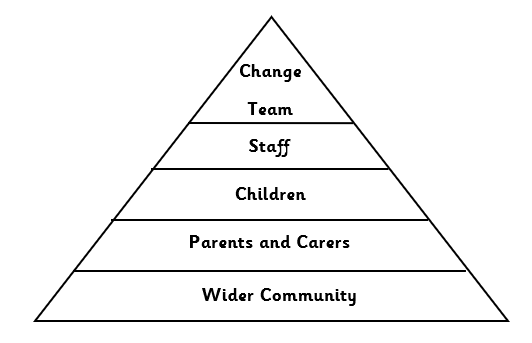 Change
Team
Staff
Children
Parents and Carers
Wider Community